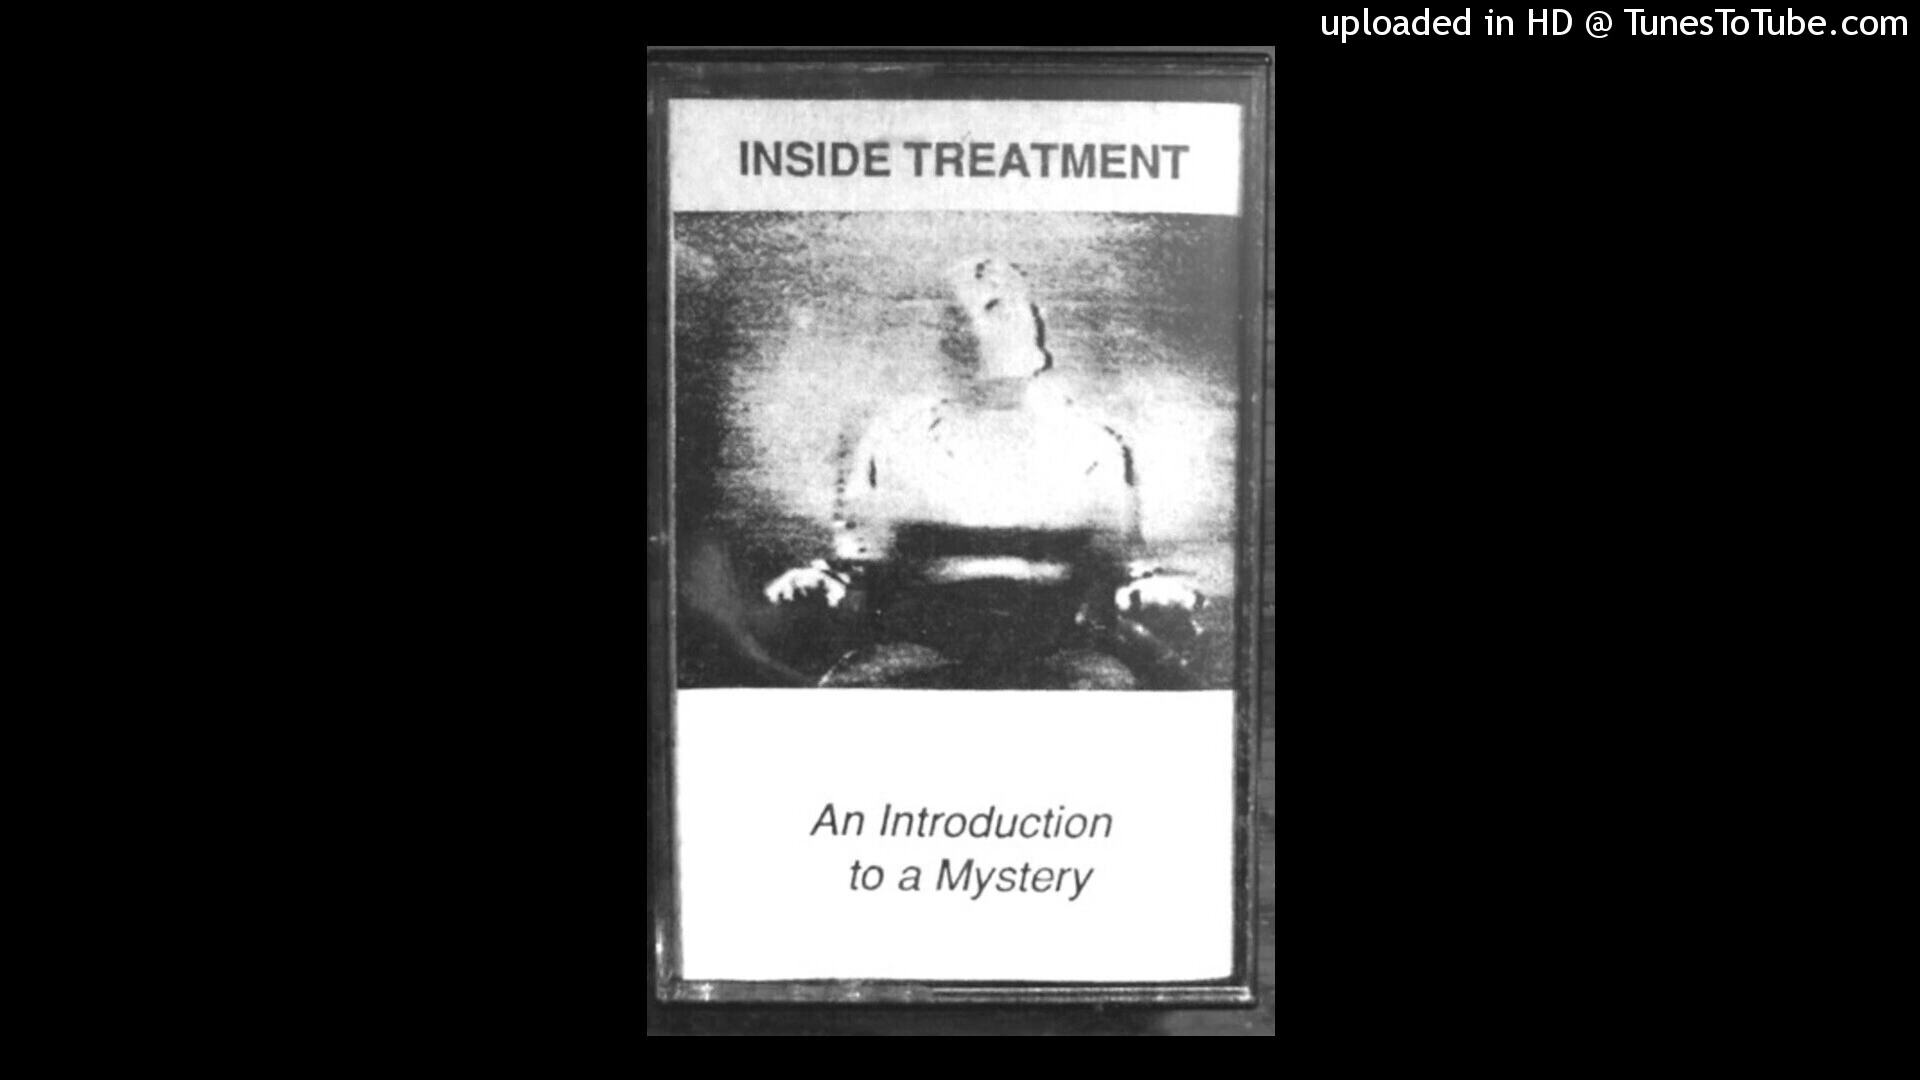 uploaded in HD @ TunesToTube.com
INSIDE TREATMENT
An Introduction
to a Mystery